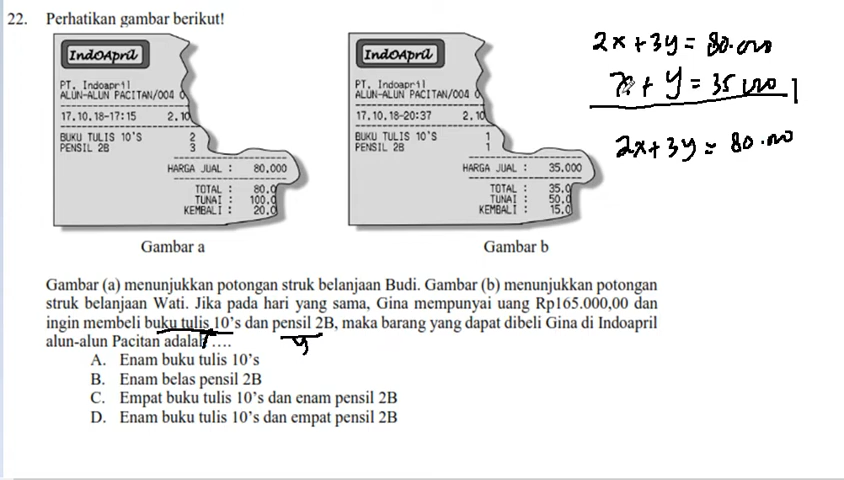 22. Perhatikan gambar berikut!
IndOApril
PT. Indoapril
ALUN-ALUN PACITAN/004
17.10.18-17:15 2.10
BUKU TULIS 10'S 2
PENSIL 2B 3
HARGA JUAL : 80.000
TOTAL : 80.0
TUNAI : 100.0
KEMBALI : 20.0
Gambar a
IndOApril
PT. Indoapril
ALUN-ALUN PACITAN/004
17.10.18-20:37 2.10
BUKU TULIS 10'S 1
PENSIL 2B 1
HARGA JUAL : 35.000
TOTAL : 35.0
TUNAI : 50.0
KEMBALI : 15.0
Gambar b
2x + 3y = 80.000
x + y = 35 000
2x + 3y = 80.000
Gambar (a) menunjukkan potongan struk belanjaan Budi. Gambar (b) menunjukkan potongan
struk belanjaan Wati. Jika pada hari yang sama, Gina mempunyai uang Rp165.000,00 dan
ingin membeli buku tulis 10's dan pensil 2B, maka barang yang dapat dibeli Gina di Indoapril
alun-alun Pacitan adalah ....
y
A. Enam buku tulis 10's
B. Enam belas pensil 2B
C. Empat buku tulis 10's dan enam pensil 2B
D. Enam buku tulis 10's dan empat pensil 2B